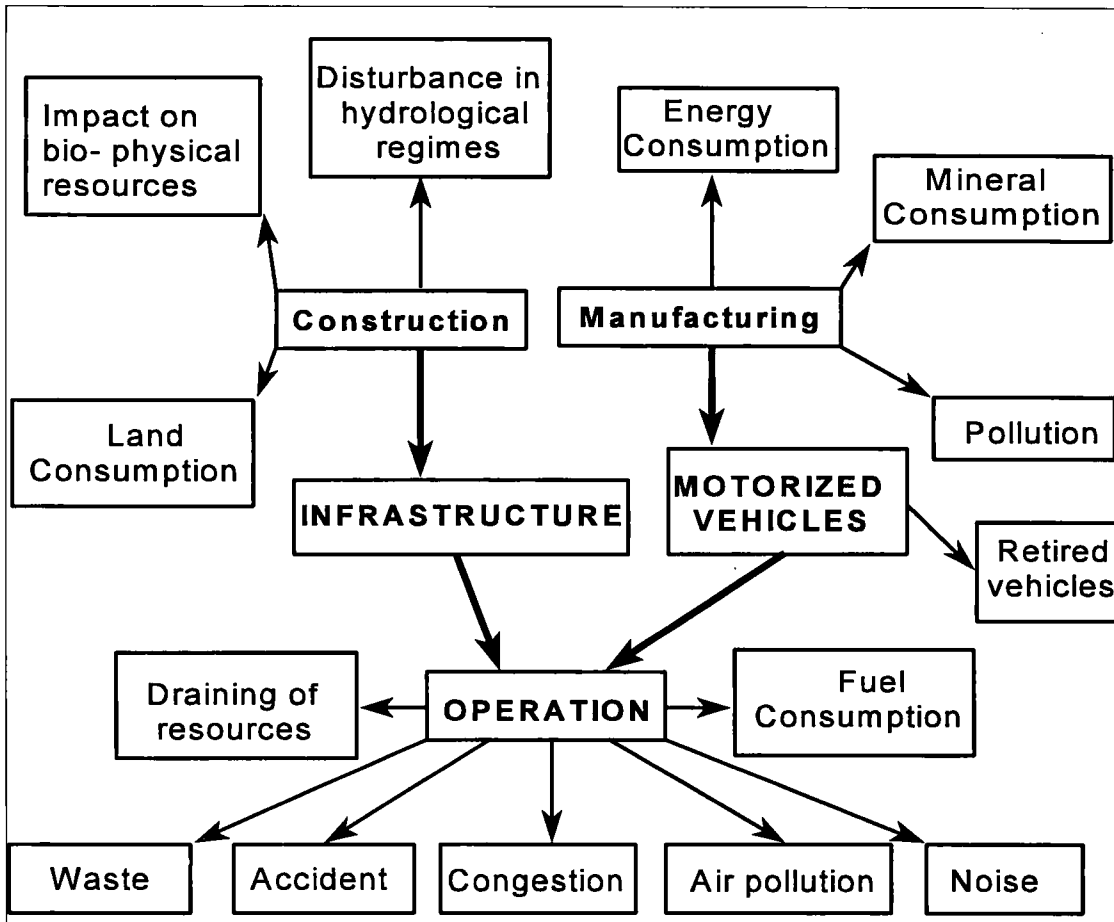 Disturbance in
hydrological
regimes
Impact on
bio- physical
resources
Energy
Consumption
Mineral
Consumption
Construction
Manufacturing
Land
Consumption
Pollution
INFRASTRUCTURE
MOTORIZED
VEHICLES
Retired
vehicles
Draining of
resources
OPERATION
Fuel
Consumption
Waste
Accident
Congestion
Air pollution
Noise